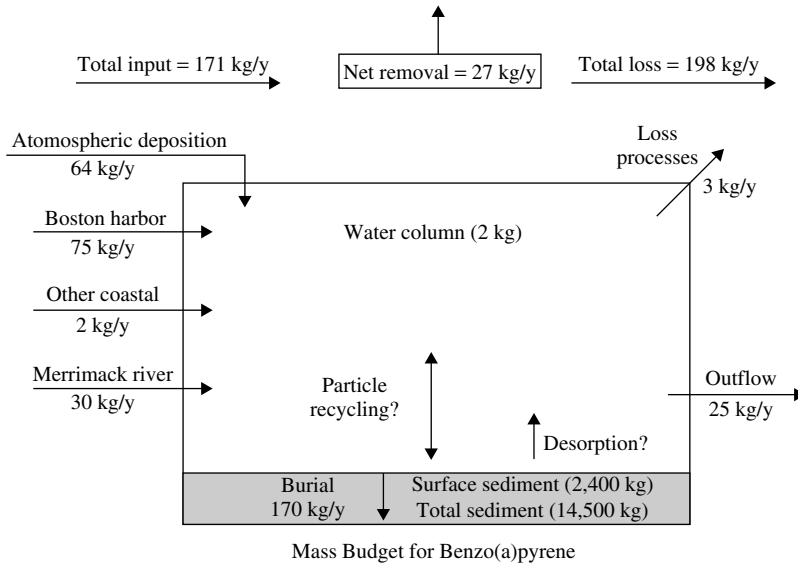 Total input = 171 kg/y
Net removal = 27 kg/y
Total loss = 198 kg/y
Atomospheric deposition
64 kg/y
Loss
processes
3 kg/y
Boston harbor
75 kg/y
Water column (2 kg)
Other coastal
2 kg/y
Merrimack river
30 kg/y
Particle
recycling?
Outflow
25 kg/y
Desorption?
Burial
170 kg/y
Surface sediment (2,400 kg)
Total sediment (14,500 kg)
Mass Budget for Benzo(a)pyrene